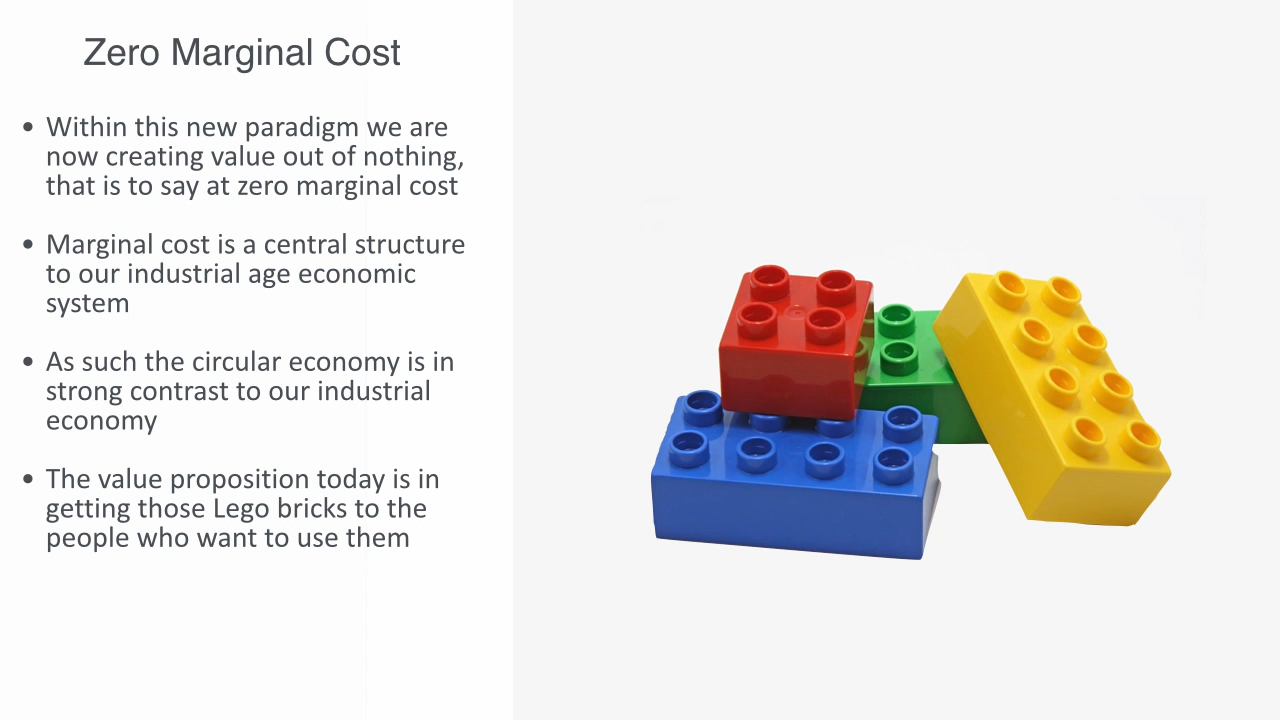 Zero Marginal Cost
• Within this new paradigm we are
now creating value out of nothing,
that is to say at zero marginal cost
• Marginal cost is a central structure
to our industrial age economic
system
• As such the circular economy is in
strong contrast to our industrial
economy
• The value proposition today is in
getting those Lego bricks to the
people who want to use them